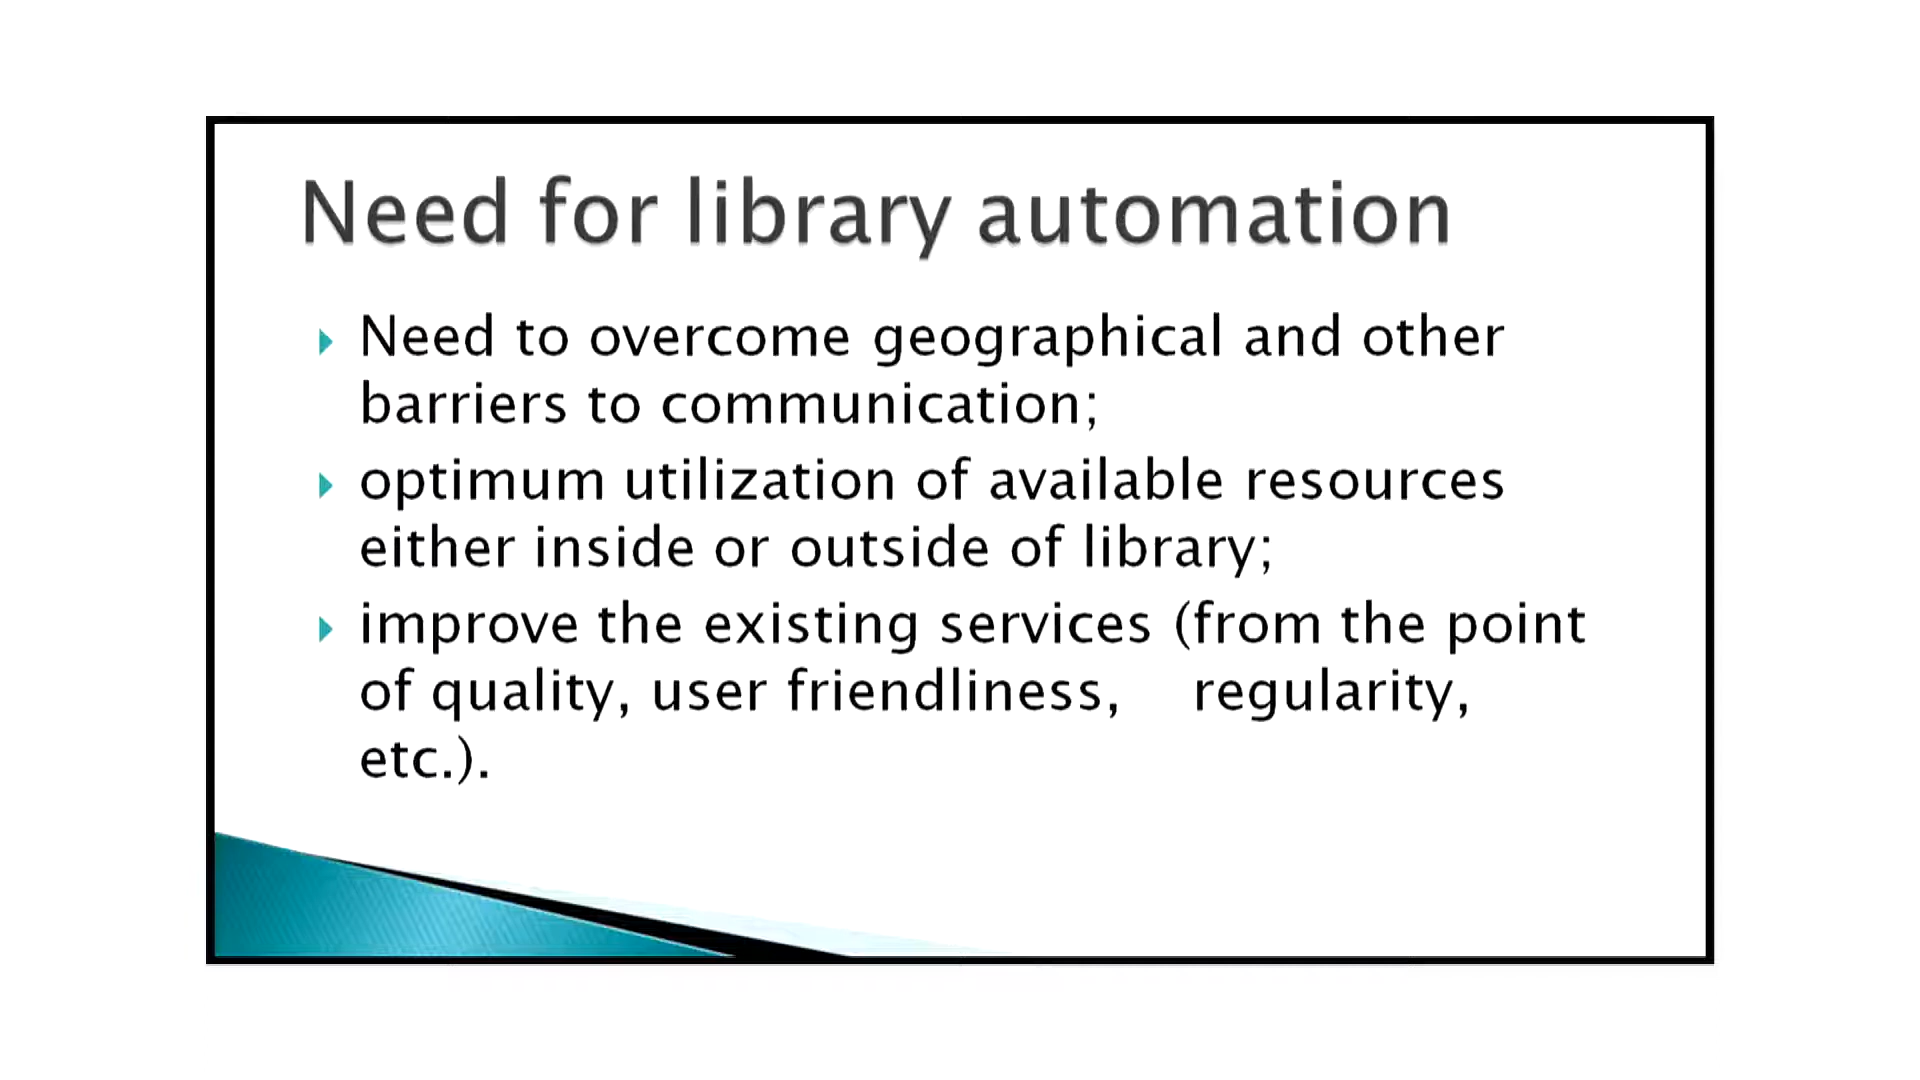 Need for library automation
Need to overcome geographical and other
barriers to communication;
optimum utilization of available resources
either inside or outside of library;
improve the existing services (from the point
of quality, user friendliness, regularity,
etc.).